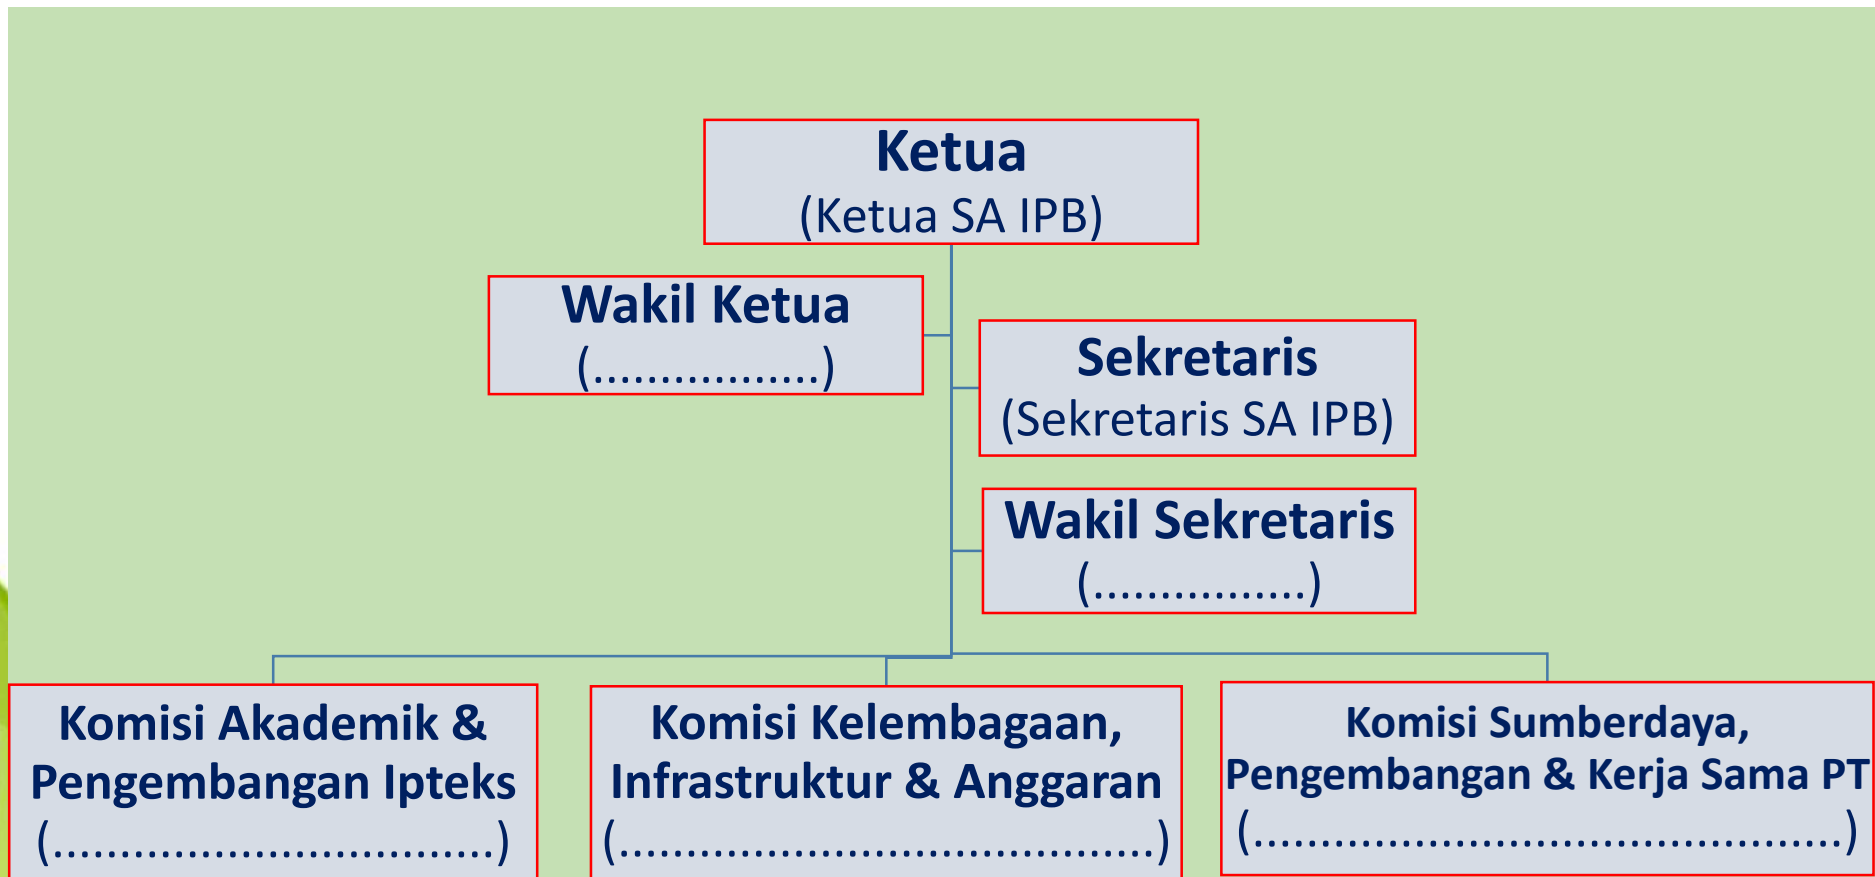 Ketua
(Ketua SA IPB)
Wakil Ketua
(.................)
Sekretaris
(Sekretaris SA IPB)
Wakil Sekretaris
(................)
Komisi Akademik &
Pengembangan Ipteks
(.................................)
Komisi Kelembagaan,
Infrastruktur & Anggaran
(........................................)
Komisi Sumberdaya,
Pengembangan & Kerja Sama PT
(............................................)